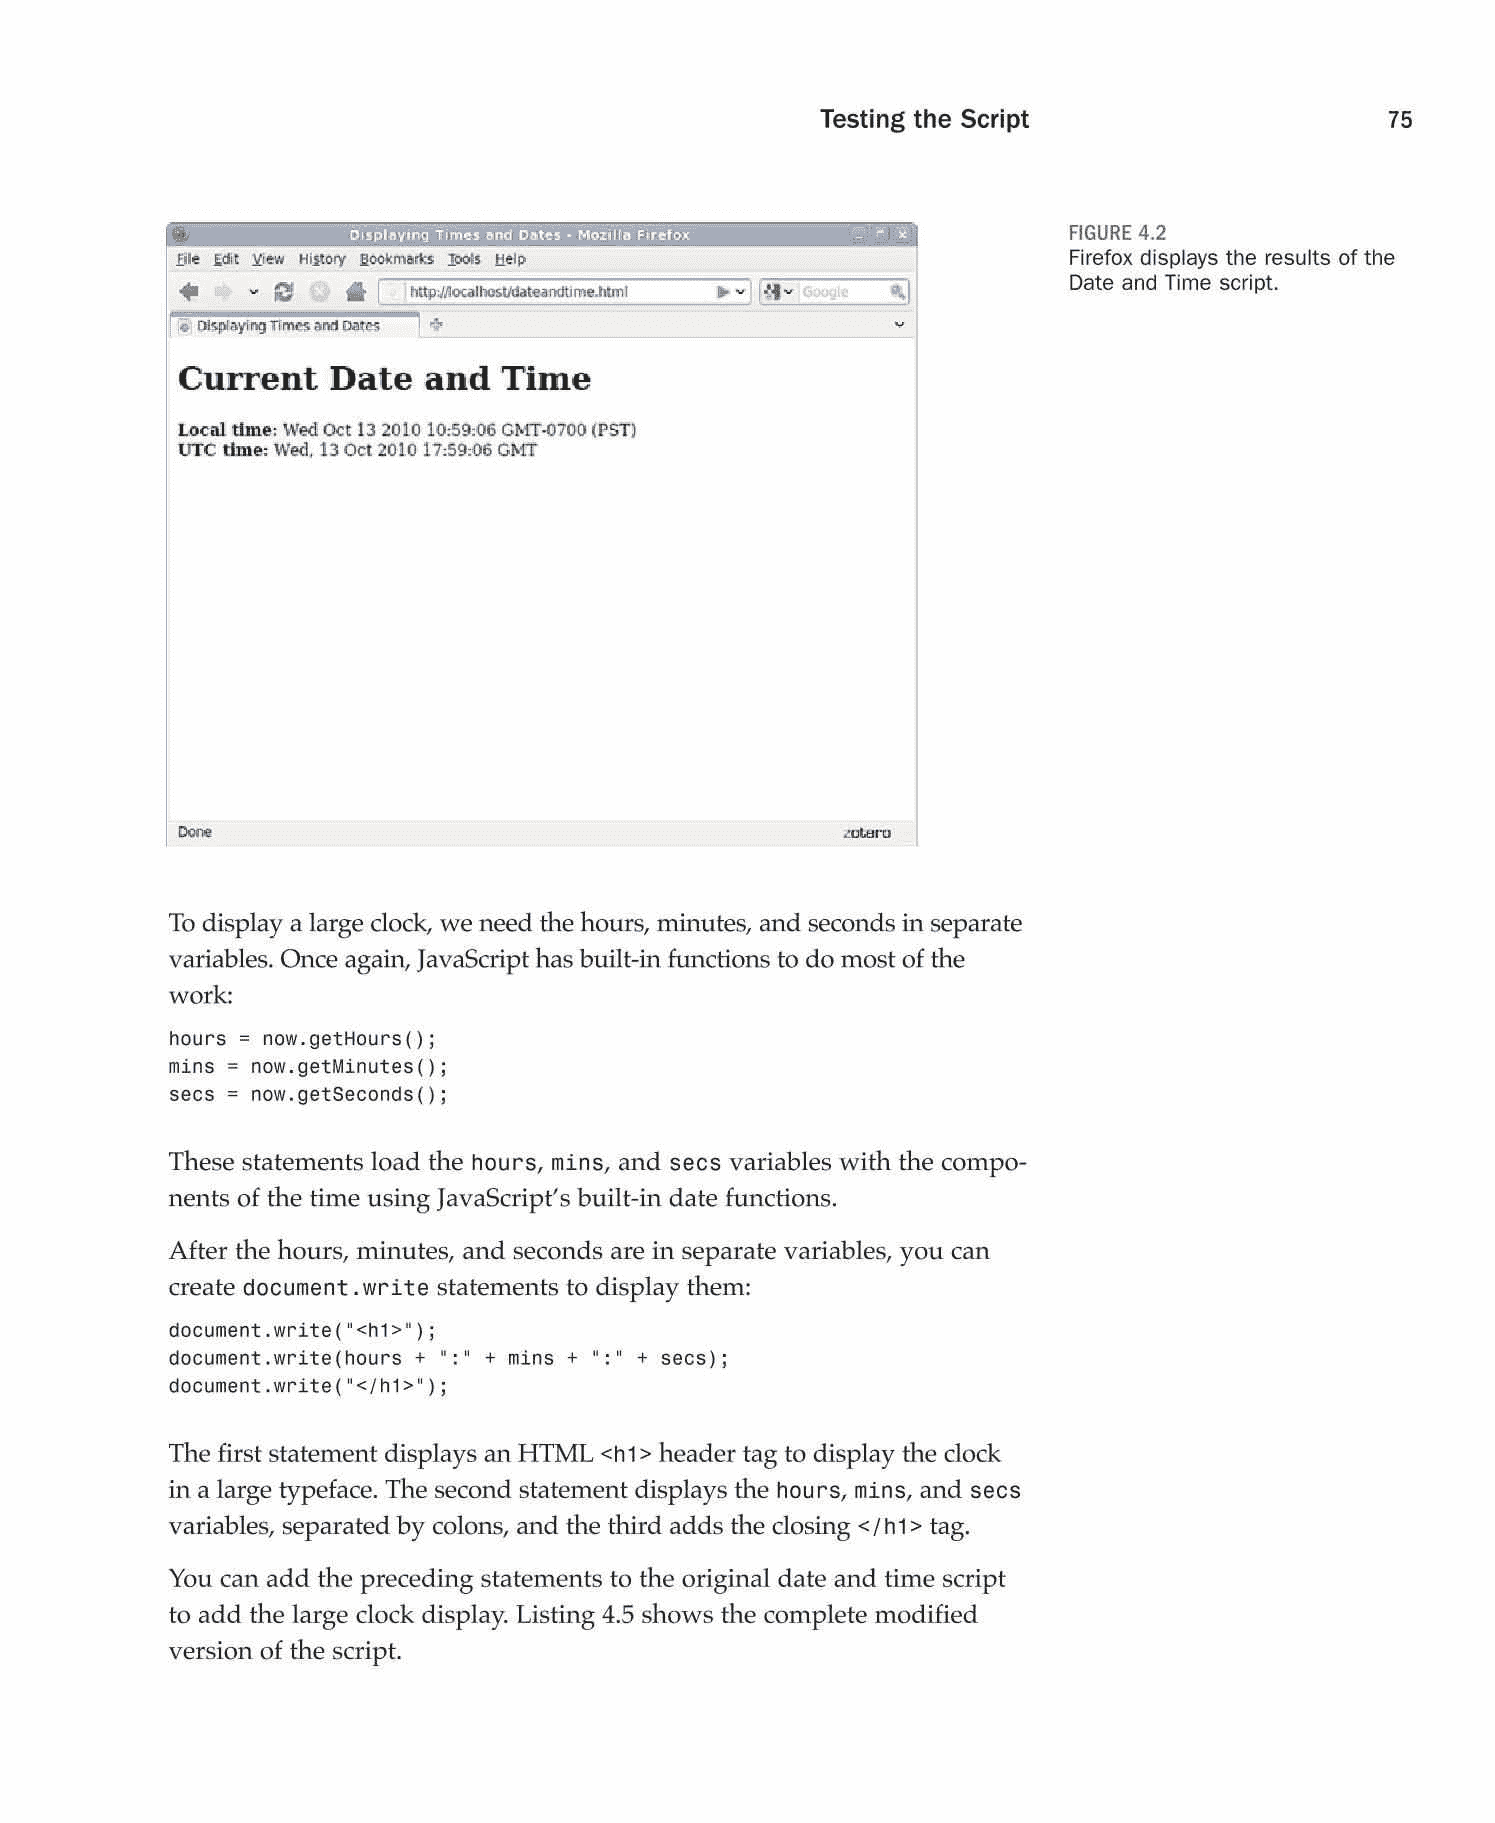 Testing the Script 75
Displaying Times and Dates - Mozilla Firefox
File Edit View History Bookmarks Tools Help
http://localhost/dateandtime.html Google
Displaying Times and Dates
Current Date and Time
Local time: Wed Oct 13 2010 10:59:06 GMT-0700 (PST)
UTC time: Wed, 13 Oct 2010 17:59:06 GMT
Done zotero
FIGURE 4.2
Firefox displays the results of the
Date and Time script.
To display a large clock, we need the hours, minutes, and seconds in separate
variables. Once again, JavaScript has built-in functions to do most of the
work:
hours = now.getHours();
mins = now.getMinutes();
secs = now.getSeconds();
These statements load the hours, mins, and secs variables with the compo-
nents of the time using JavaScript’s built-in date functions.
After the hours, minutes, and seconds are in separate variables, you can
create document.write statements to display them:
document.write("<h1>");
document.write(hours + ":" + mins + ":" + secs);
document.write("</h1>");
The first statement displays an HTML <h1> header tag to display the clock
in a large typeface. The second statement displays the hours, mins, and secs
variables, separated by colons, and the third adds the closing </h1> tag.
You can add the preceding statements to the original date and time script
to add the large clock display. Listing 4.5 shows the complete modified
version of the script.